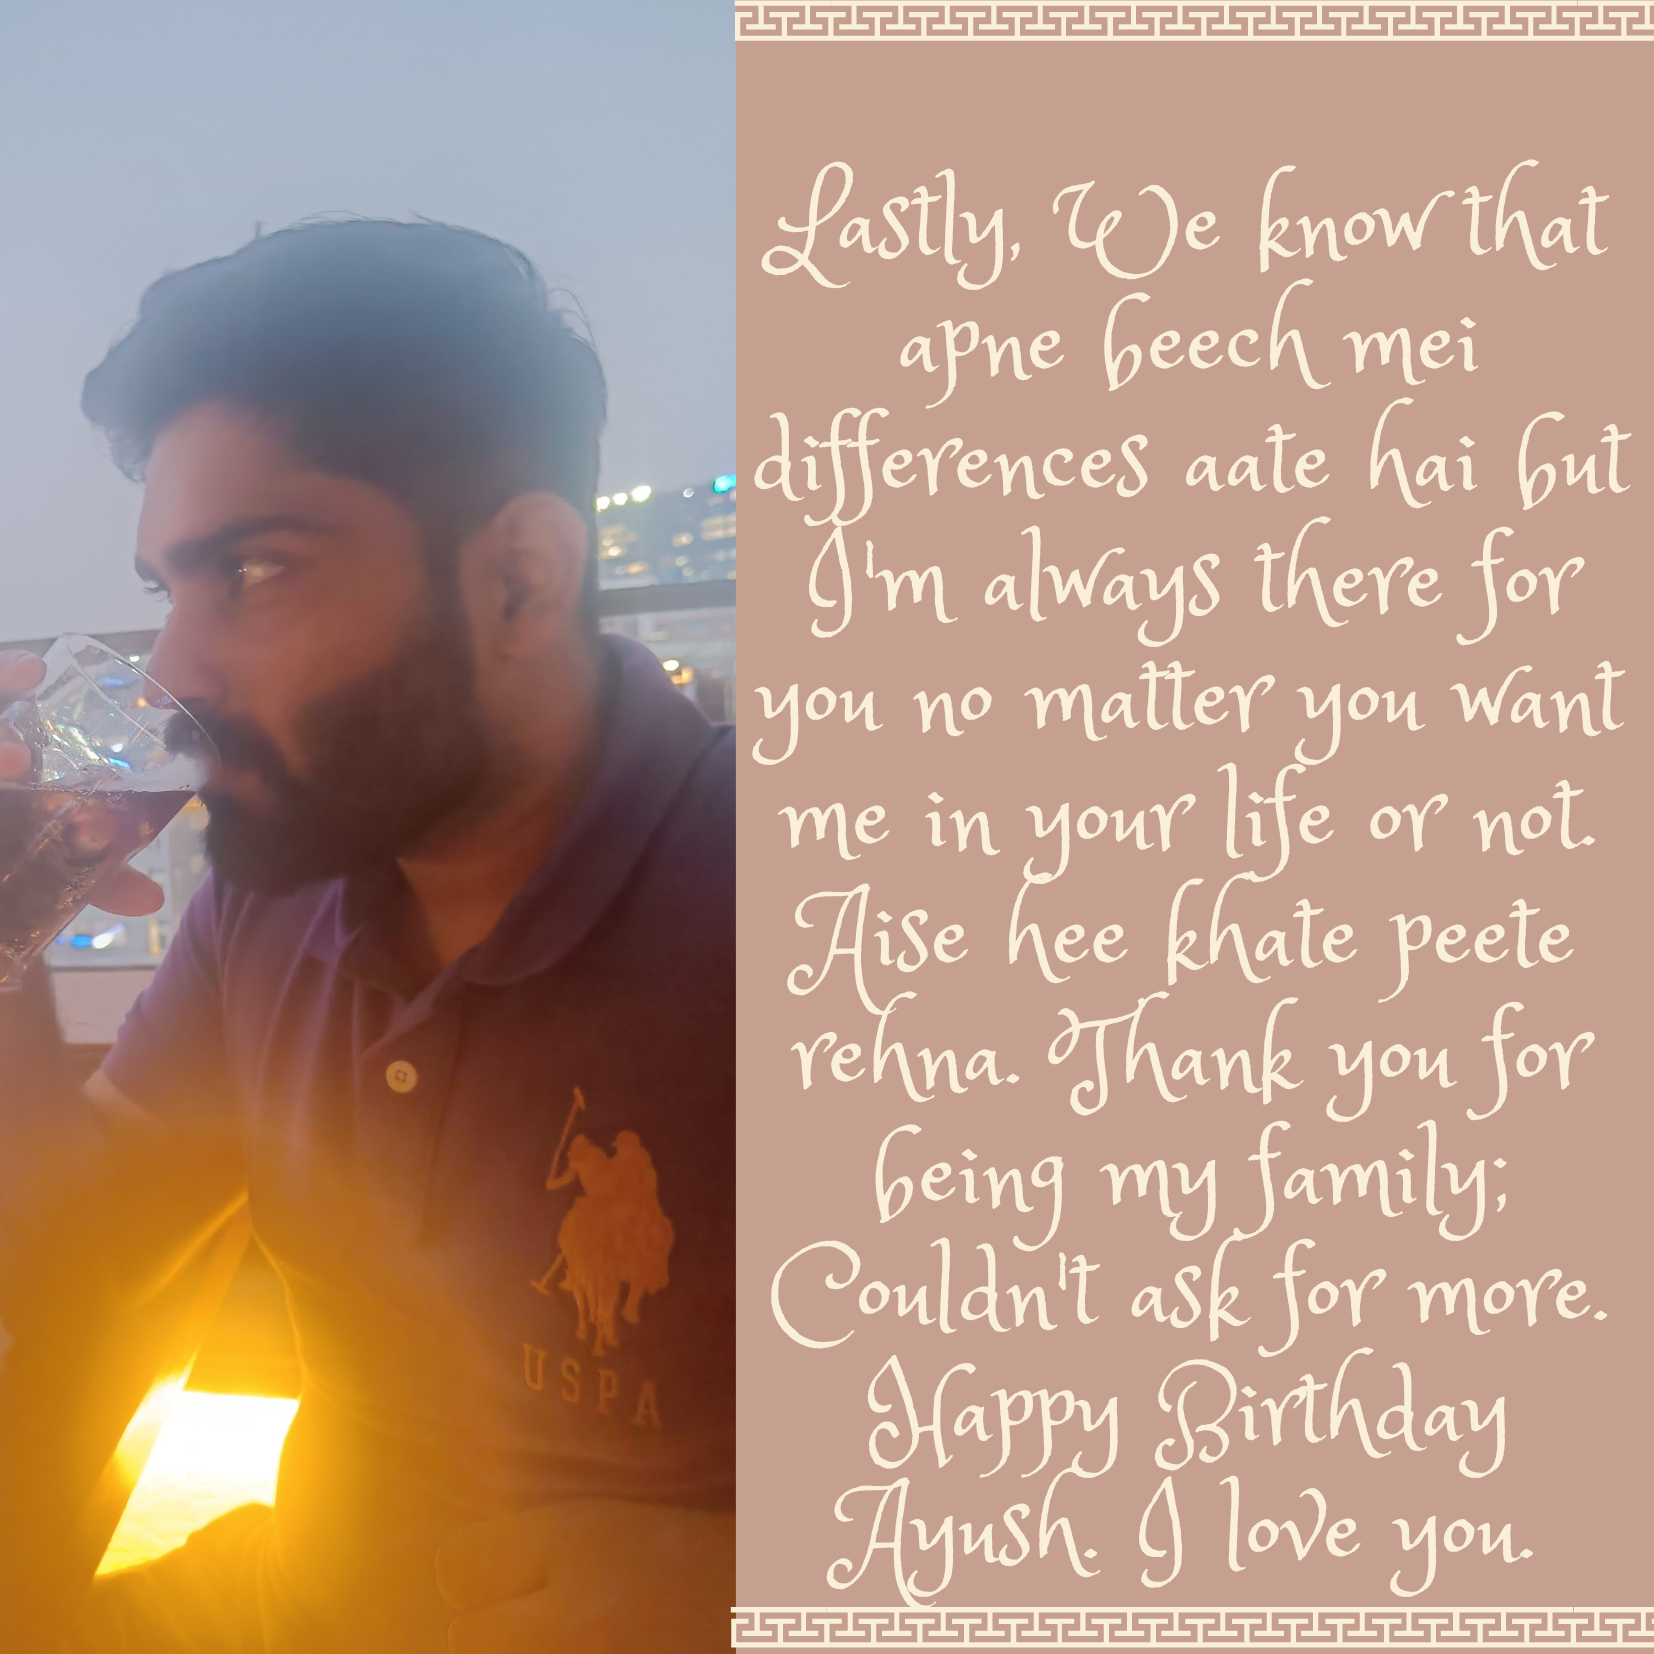 Lastly, We know that
apne beech mei
differences aate hai but
I'm always there for
you no matter you want
me in your life or not.
Aise hee khate peete
rehna. Thank you for
being my family;
Couldn't ask for more.
Happy Birthday
Ayush. I love you.
USPA